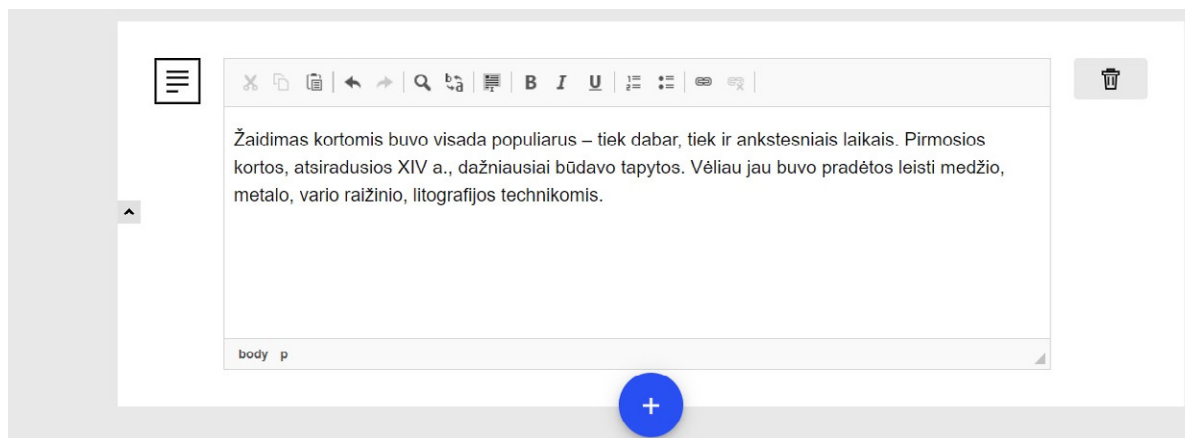 Žaidimas kortomis buvo visada populiarus – tiek dabar, tiek ir ankstesniais laikais. Pirmosios
kortos, atsiradusios XIV a., dažniausiai būdavo tapytos. Vėliau jau buvo pradėtos leisti medžio,
metalo, vario raižinio, litografijos technikomis.
body p